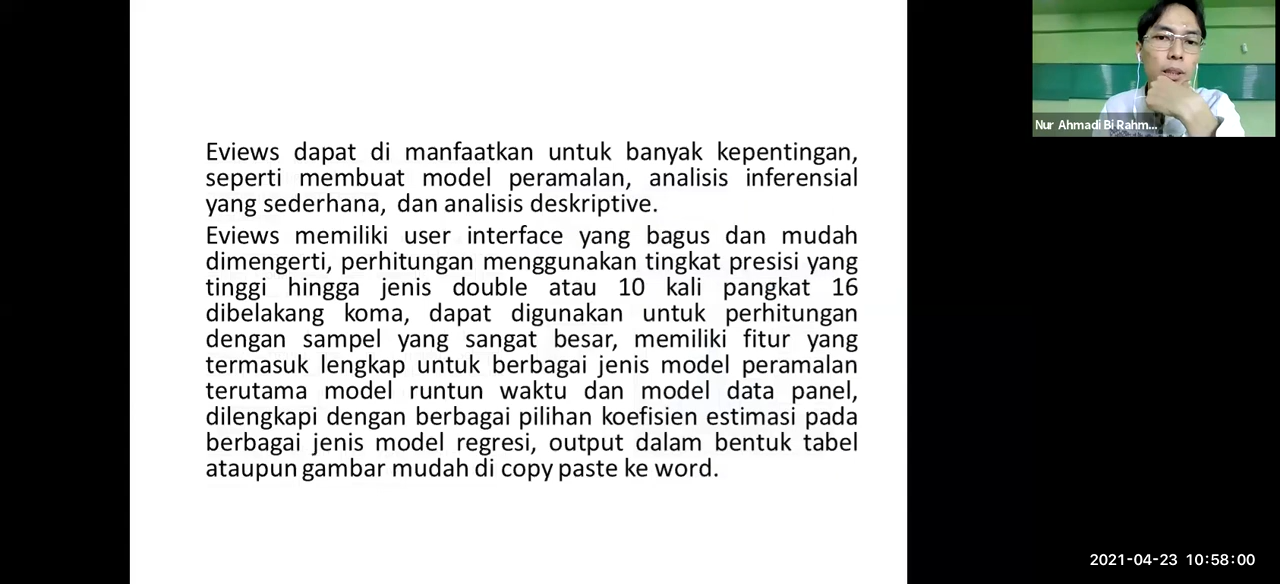 Eviews dapat di manfaatkan untuk banyak kepentingan,
seperti membuat model peramalan, analisis inferensial
yang sederhana, dan analisis deskriptive.
Eviews memiliki user interface yang bagus dan mudah
dimengerti, perhitungan menggunakan tingkat presisi yang
tinggi hingga jenis double atau 10 kali pangkat 16
dibelakang koma, dapat digunakan untuk perhitungan
dengan sampel yang sangat besar, memiliki fitur yang
termasuk lengkap untuk berbagai jenis model peramalan
terutama model runtun waktu dan model data panel,
dilengkapi dengan berbagai pilihan koefisien estimasi pada
berbagai jenis model regresi, output dalam bentuk tabel
ataupun gambar mudah di copy paste ke word.
Nur Ahmadi Bi Rahm...
2021-04-23 10:58:00